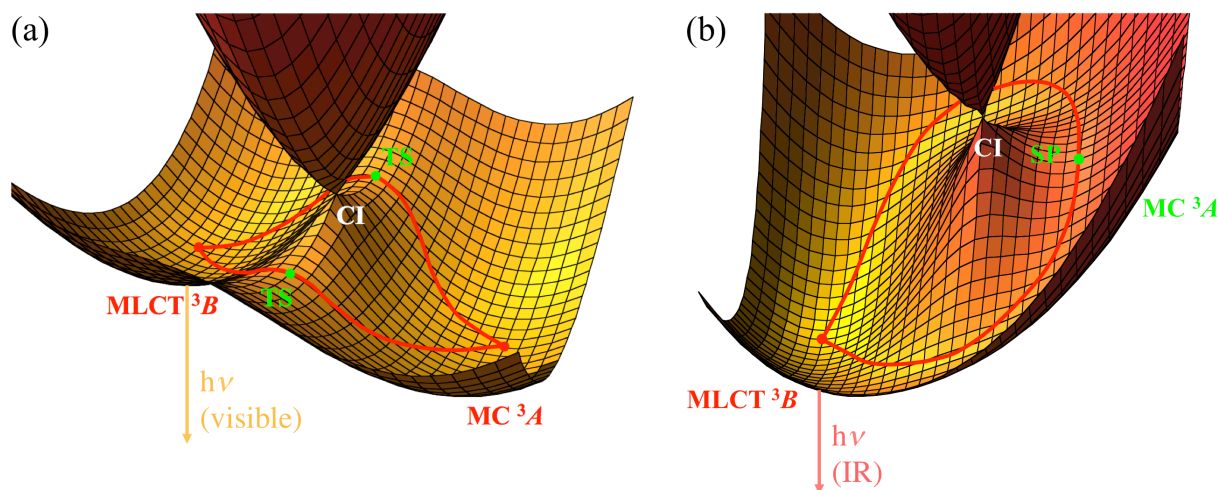 (a)
TS
CI
TS
MLCT ³B
hν
(visible)
MC ³A
(b)
CI
SP
MC ³A
MLCT ³B
hν
(IR)